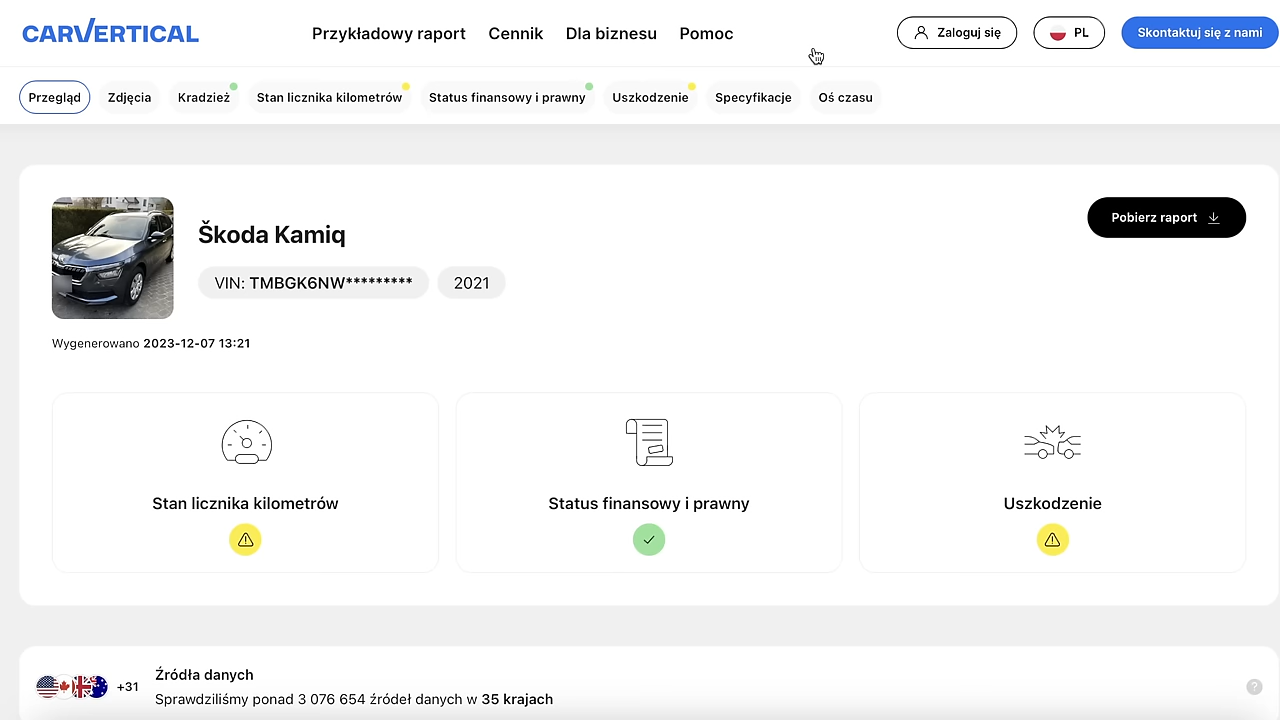 CARVERTICAL
Przykładowy raport Cennik Dla biznesu Pomoc
Zaloguj się PL Skontaktuj się z nami
Przegląd Zdjęcia Kradzież Stan licznika kilometrów Status finansowy i prawny Uszkodzenie Specyfikacje Oś czasu
Škoda Kamiq
Pobierz raport
VIN: TMBGK6NW********* 2021
Wygenerowano 2023-12-07 13:21
Stan licznika kilometrów Status finansowy i prawny Uszkodzenie
Źródła danych
+31
Sprawdziliśmy ponad 3 076 654 źródeł danych w 35 krajach
?